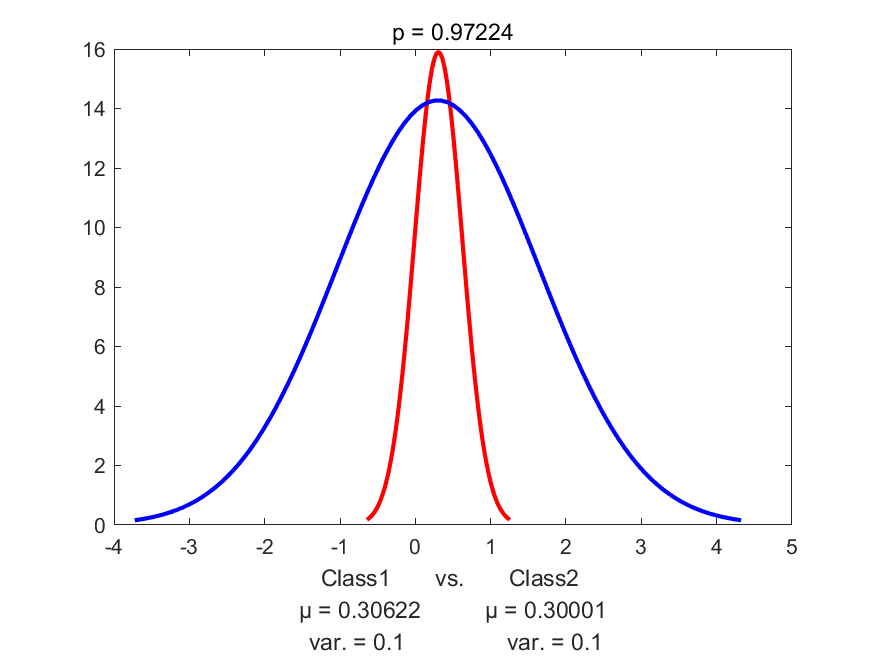 p = 0.97224
16
14
12
10
8
6
4
2
0
-4 -3 -2 -1 0 1 2 3 4 5
Class1 vs. Class2
μ = 0.30622 μ = 0.30001
var. = 0.1 var. = 0.1